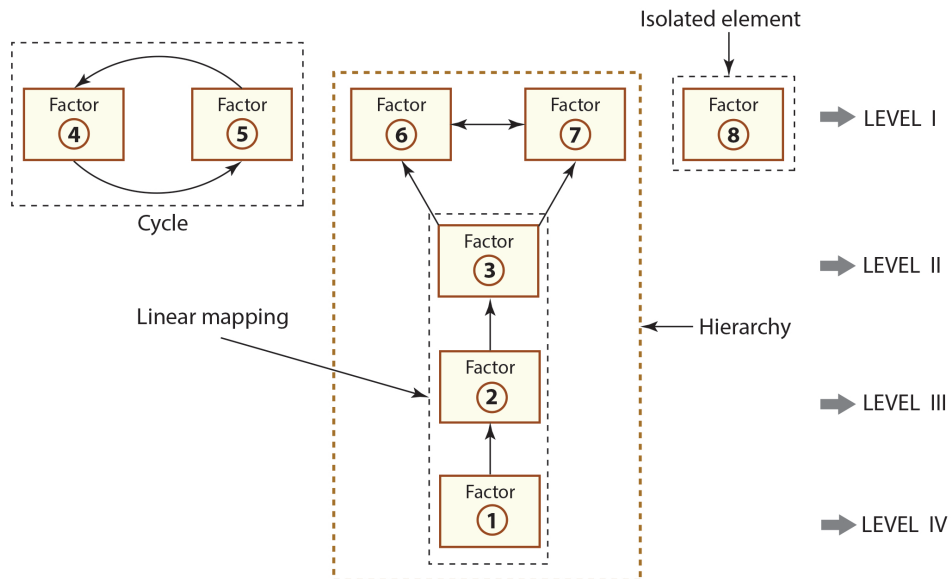 Isolated element
Factor
4
Factor
5
Factor
6
Factor
7
Factor
8
LEVEL I
Cycle
Factor
3
LEVEL II
Linear mapping
Hierarchy
Factor
2
LEVEL III
Factor
1
LEVEL IV